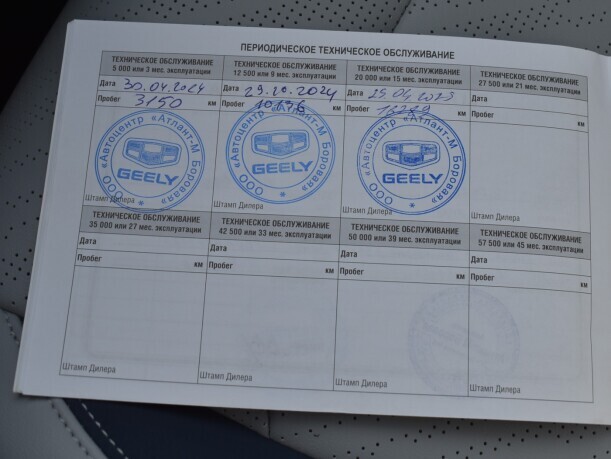 ПЕРИОДИЧЕСКОЕ ТЕХНИЧЕСКОЕ ОБСЛУЖИВАНИЕ
ТЕХНИЧЕСКОЕ ОБСЛУЖИВАНИЕ
5 000 или 3 мес. эксплуатации
Дата 30.04.2024
Пробег 3150 км
ООО «Автоцентр «Атлант-М Боровая» *
GEELY
Штамп Дилера
ТЕХНИЧЕСКОЕ ОБСЛУЖИВАНИЕ
12 500 или 9 мес. эксплуатации
Дата 29.10.2024
Пробег км
ООО «Автоцентр «Атлант-М Боровая» *
GEELY
Штамп Дилера
ТЕХНИЧЕСКОЕ ОБСЛУЖИВАНИЕ
20 000 или 15 мес. эксплуатации
Дата
Пробег км
ООО «Автоцентр «Атлант-М Боровая» *
GEELY
Штамп Дилера
ТЕХНИЧЕСКОЕ ОБСЛУЖИВАНИЕ
27 500 или 21 мес. эксплуатации
Дата
Пробег км
Штамп Дилера
ТЕХНИЧЕСКОЕ ОБСЛУЖИВАНИЕ
35 000 или 27 мес. эксплуатации
Дата
Пробег км
Штамп Дилера
ТЕХНИЧЕСКОЕ ОБСЛУЖИВАНИЕ
42 500 или 33 мес. эксплуатации
Дата
Пробег км
Штамп Дилера
ТЕХНИЧЕСКОЕ ОБСЛУЖИВАНИЕ
50 000 или 39 мес. эксплуатации
Дата
Пробег км
Штамп Дилера
ТЕХНИЧЕСКОЕ ОБСЛУЖИВАНИЕ
57 500 или 45 мес. эксплуатации
Дата
Пробег км
Штамп Дилера